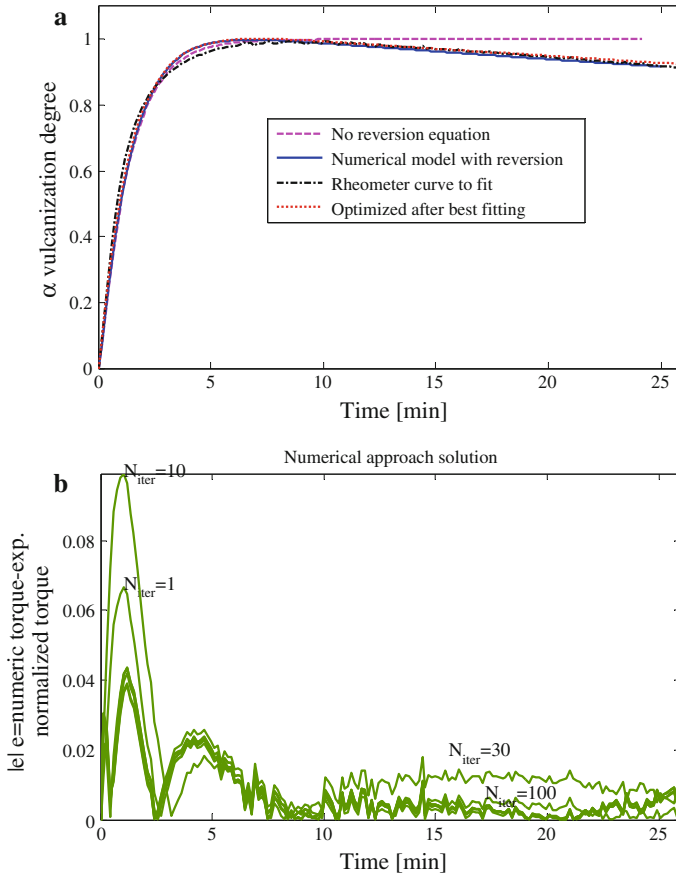 a
1
0.8
0.6
0.4
0.2
0
α vulcanization degree
No reversion equation
Numerical model with reversion
Rheometer curve to fit
Optimized after best fitting
0 5 10 15 20 25
Time [min]
b
Numerical approach solution
N_iter=10
N_iter=1
N_iter=30
N_iter=100
0.08
0.06
0.04
0.02
0
|e| e=numeric torque-exp.
normalized torque
0 5 10 15 20 25
Time [min]